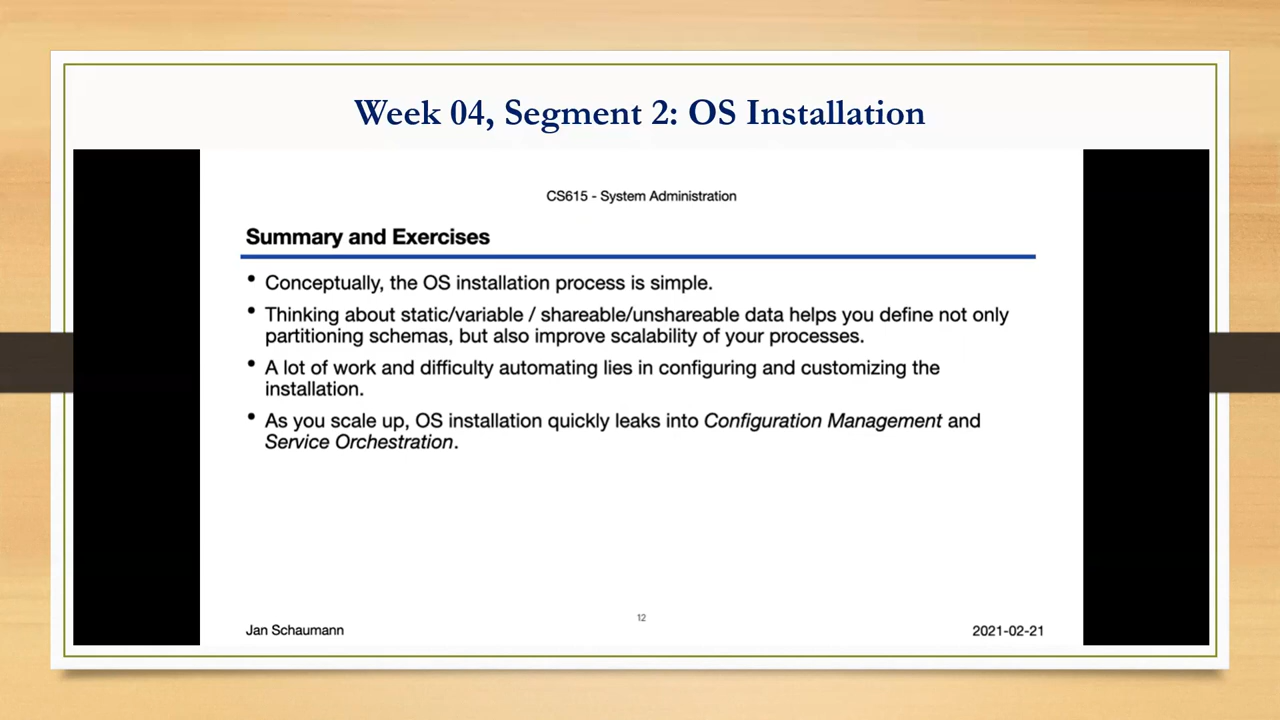 Week 04, Segment 2: OS Installation
CS615 - System Administration
Summary and Exercises
• Conceptually, the OS installation process is simple.
• Thinking about static/variable / shareable/unshareable data helps you define not only
partitioning schemas, but also improve scalability of your processes.
• A lot of work and difficulty automating lies in configuring and customizing the
installation.
• As you scale up, OS installation quickly leaks into Configuration Management and
Service Orchestration.
12
Jan Schaumann
2021-02-21